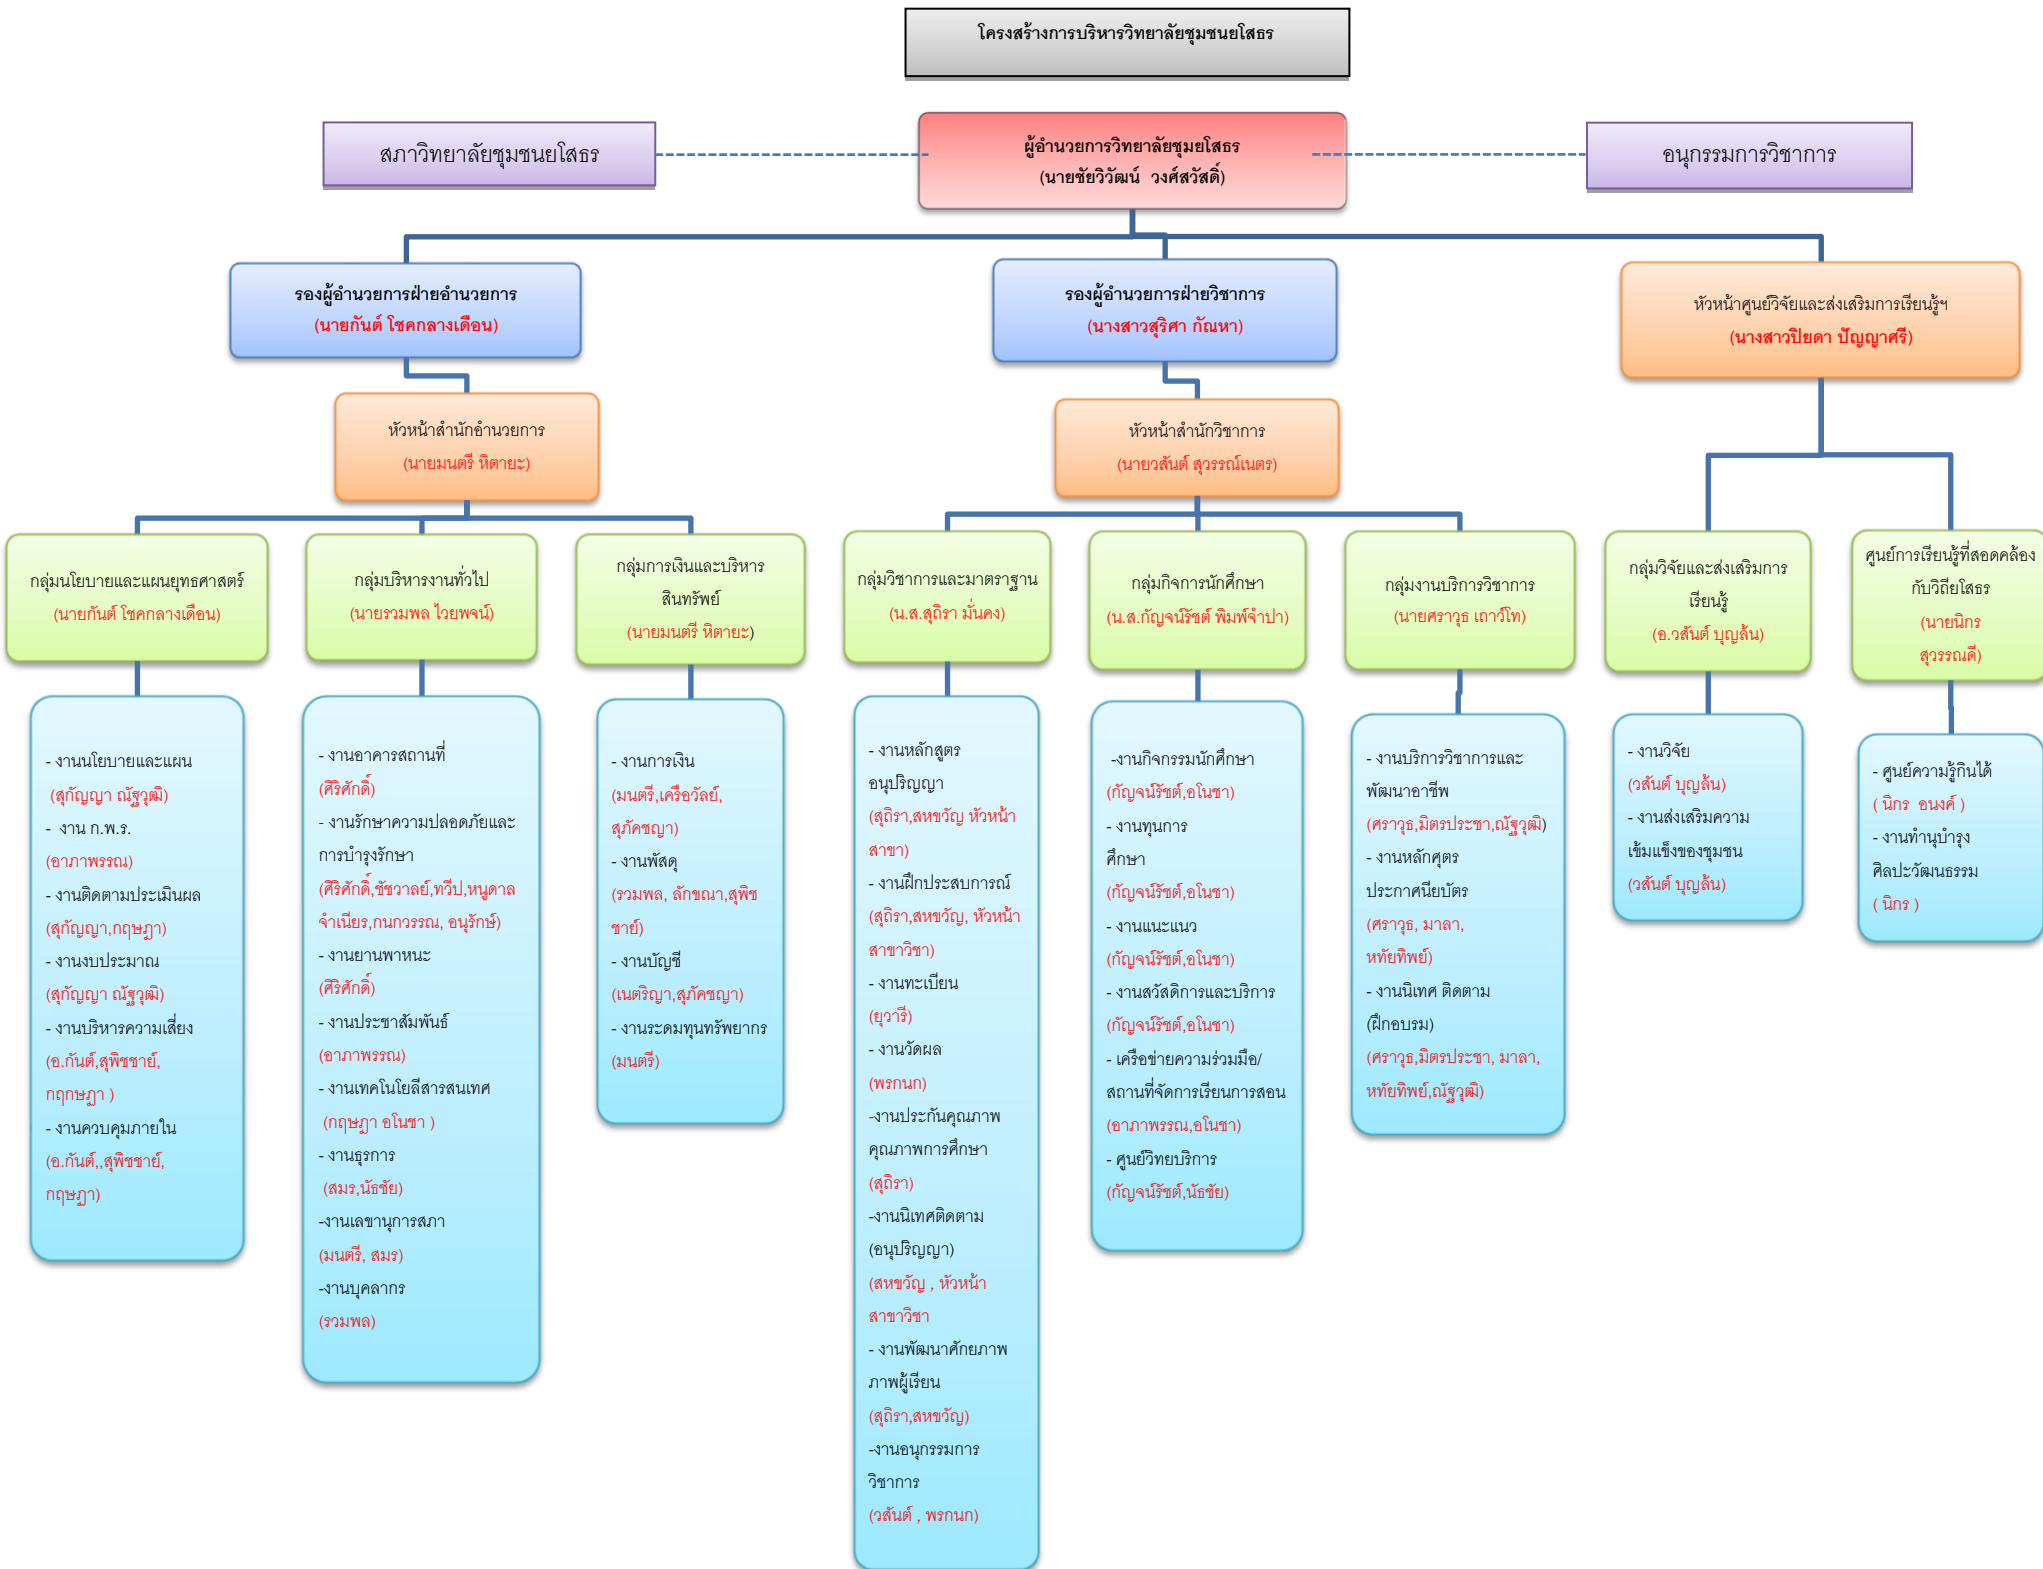 โครงสร้างการบริหารวิทยาลัยชุมชนยโสธร
สภาวิทยาลัยชุมชนยโสธร
ผู้อำนวยการวิทยาลัยชุมยโสธร
(นายชัยวิวัฒน์ วงศ์สวัสดิ์)
อนุกรรมการวิชาการ
รองผู้อำนวยการฝ่ายอำนวยการ
(นายกันต์ โชคกลางเดือน)
รองผู้อำนวยการฝ่ายวิชาการ
(นางสาวสุริศา กัณหา)
หัวหน้าศูนย์วิจัยและส่งเสริมการเรียนรู้ฯ
(นางสาวปิยดา ปัญญาศรี)
หัวหน้าสำนักอำนวยการ
(นายมนตรี หิตายะ)
หัวหน้าสำนักวิชาการ
(นายวสันต์ สุวรรณ์เนตร)
กลุ่มนโยบายและแผนยุทธศาสตร์
(นายกันต์ โชคกลางเดือน)
กลุ่มบริหารงานทั่วไป
(นายรวมพล ไวยพจน์)
กลุ่มการเงินและบริหาร
สินทรัพย์
(นายมนตรี หิตายะ)
กลุ่มวิชาการและมาตราฐาน
(น.ส.สุถิรา มั่นคง)
กลุ่มกิจการนักศึกษา
(น.ส.กัญจน์รัชต์ พิมพ์จำปา)
กลุ่มงานบริการวิชาการ
(นายศราวุธ เถาว์โท)
กลุ่มวิจัยและส่งเสริมการ
เรียนรู้
(อ.วสันต์ บุญล้น)
ศูนย์การเรียนรู้ที่สอดคล้อง
กับวิถียโสธร
(นายนิกร
สุวรรณดี)
- งานนโยบายและแผน
(สุกัญญา ณัฐวุฒิ)
- งาน ก.พ.ร.
(อาภาพรรณ)
- งานติดตามประเมินผล
(สุกัญญา,กฤษฎา)
- งานงบประมาณ
(สุกัญญา ณัฐวุฒิ)
- งานบริหารความเสี่ยง
(อ.กันต์,สุพิชชาย์,
กฤกษฎา )
- งานควบคุมภายใน
(อ.กันต์,,สุพิชชาย์,
กฤษฎา)
- งานอาคารสถานที่
(ศิริศักดิ์)
- งานรักษาความปลอดภัยและ
การบำรุงรักษา
(ศิริศักดิ์,ชัชวาลย์,ทวีป,หนูดาล
จำเนียร,กนกวรรณ, อนุรักษ์)
- งานยานพาหนะ
(ศิริศักดิ์)
- งานประชาสัมพันธ์
(อาภาพรรณ)
- งานเทคโนโยลีสารสนเทศ
(กฤษฎา อโนชา )
- งานธุรการ
(สมร,นัธชัย)
-งานเลขานุการสภา
(มนตรี, สมร)
-งานบุคลากร
(รวมพล)
- งานการเงิน
(มนตรี,เครือวัลย์,
สุภัคชญา)
- งานพัสดุ
(รวมพล, ลักขณา,สุพิช
ชาย์)
- งานบัญชี
(เนตริญา,สุภัคชญา)
- งานระดมทุนทรัพยากร
(มนตรี)
- งานหลักสูตร
อนุปริญญา
(สุถิรา,สหขวัญ หัวหน้า
สาขา)
- งานฝึกประสบการณ์
(สุถิรา,สหขวัญ, หัวหน้า
สาขาวิชา)
- งานทะเบียน
(ยุวารี)
- งานวัดผล
(พรกนก)
-งานประกันคุณภาพ
คุณภาพการศึกษา
(สุถิรา)
-งานนิเทศติดตาม
(อนุปริญญา)
(สหขวัญ , หัวหน้า
สาขาวิชา
- งานพัฒนาศักยภาพ
ภาพผู้เรียน
(สุถิรา,สหขวัญ)
-งานอนุกรรมการ
วิชาการ
(วสันต์ , พรกนก)
-งานกิจกรรมนักศึกษา
(กัญจน์รัชต์,อโนชา)
- งานทุนการ
ศึกษา
(กัญจน์รัชต์,อโนชา)
- งานแนะแนว
(กัญจน์รัชต์,อโนชา)
- งานสวัสดิการและบริการ
(กัญจน์รัชต์,อโนชา)
- เครือข่ายความร่วมมือ/
สถานที่จัดการเรียนการสอน
(อาภาพรรณ,อโนชา)
- ศูนย์วิทยบริการ
(กัญจน์รัชต์,นัธชัย)
- งานบริการวิชาการและ
พัฒนาอาชีพ
(ศราวุธ,มิตรประชา,ณัฐวุฒิ)
- งานหลักศุตร
ประกาศนียบัตร
(ศราวุธ, มาลา,
หทัยทิพย์)
- งานนิเทศ ติดตาม
(ฝึกอบรม)
(ศราวุธ,มิตรประชา, มาลา,
หทัยทิพย์,ณัฐวุฒิ)
- งานวิจัย
(วสันต์ บุญล้น)
- งานส่งเสริมความ
เข้มแข็งของชุมชน
(วสันต์ บุญล้น)
- ศูนย์ความรู้กินได้
( นิกร อนงค์ )
- งานทำนุบำรุง
ศิลปะวัฒนธรรม
( นิกร )